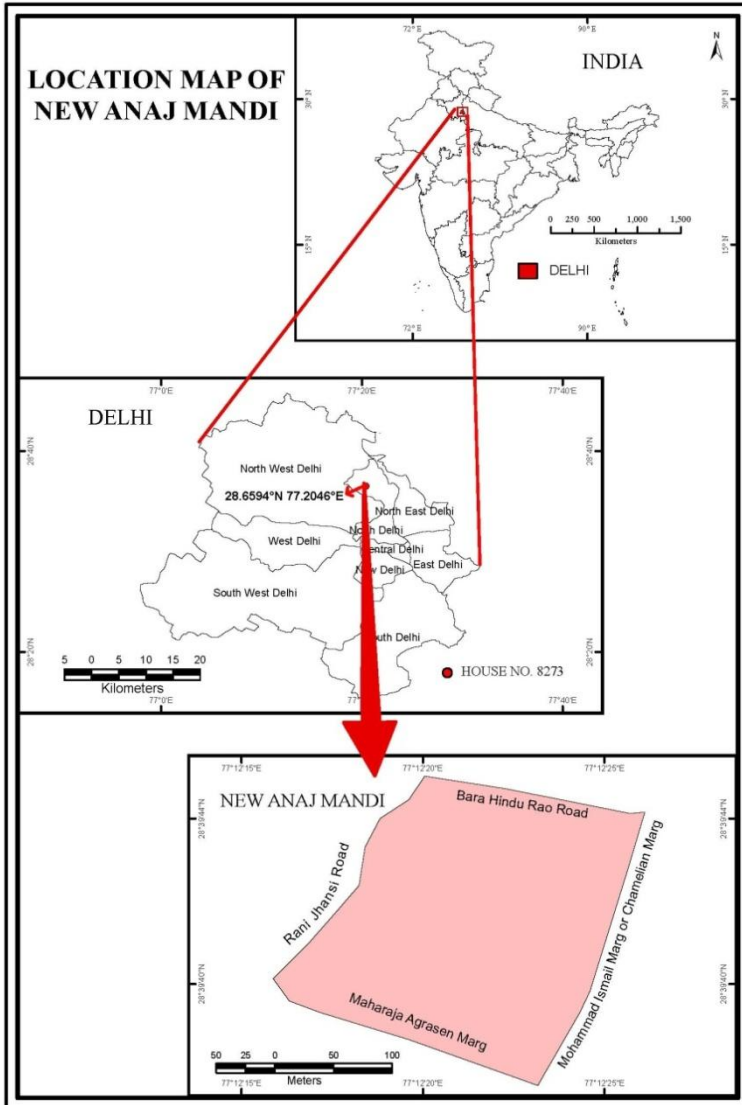 LOCATION MAP OF
NEW ANAJ MANDI
72°E
90°E
N
INDIA
30°N
30°N
15°N
15°N
0 250 500 1,000 1,500
Kilometers
DELHI
72°E
90°E
77°0'E
77°20'E
77°40'E
DELHI
28°40'N
28°40'N
North West Delhi
28.6594°N 77.2046°E
North East Delhi
North Delhi
West Delhi
Central Delhi
East Delhi
New Delhi
South West Delhi
South Delhi
28°20'N
28°20'N
5 0 5 10 15 20
Kilometers
HOUSE NO. 8273
77°0'E
77°40'E
77°12'15"E
77°12'20"E
77°12'25"E
NEW ANAJ MANDI
Bara Hindu Rao Road
28°39'44"N
28°39'44"N
Rani Jhansi Road
Mohammad Ismail Marg or Chamelian Marg
28°39'40"N
28°39'40"N
Maharaja Agrasen Marg
50 25 0 50 100
Meters
77°12'15"E
77°12'20"E
77°12'25"E